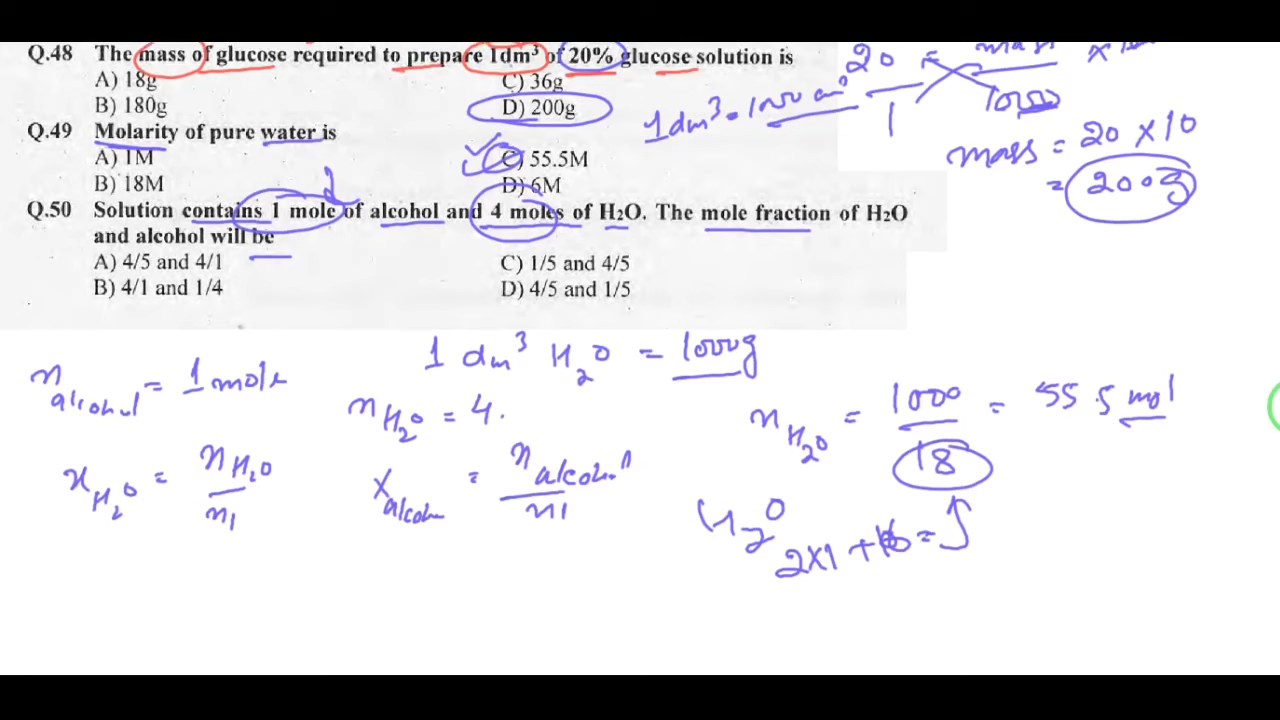 Q.48 The mass of glucose required to prepare 1dm³ of 20% glucose solution is
A) 18g C) 36g
B) 180g D) 200g
Q.49 Molarity of pure water is
A) 1M C) 55.5M
B) 18M D) 6M
Q.50 Solution contains 1 mole of alcohol and 4 moles of H₂O. The mole fraction of H₂O
and alcohol will be
A) 4/5 and 4/1 C) 1/5 and 4/5
B) 4/1 and 1/4 D) 4/5 and 1/5
20 = mass
1 1000
1dm³ = 1000 cm³
mass = 20 × 10
= 200g
1 dm³ H₂O = 1000g
n alcohol = 1 mole
n H₂O = 4.
n H₂O = 1000 / 18 = 55.5 mol
x H₂O = n H₂O / n1
X alcoh = n alcoh / n1
H₂O
2×1 + 16 =